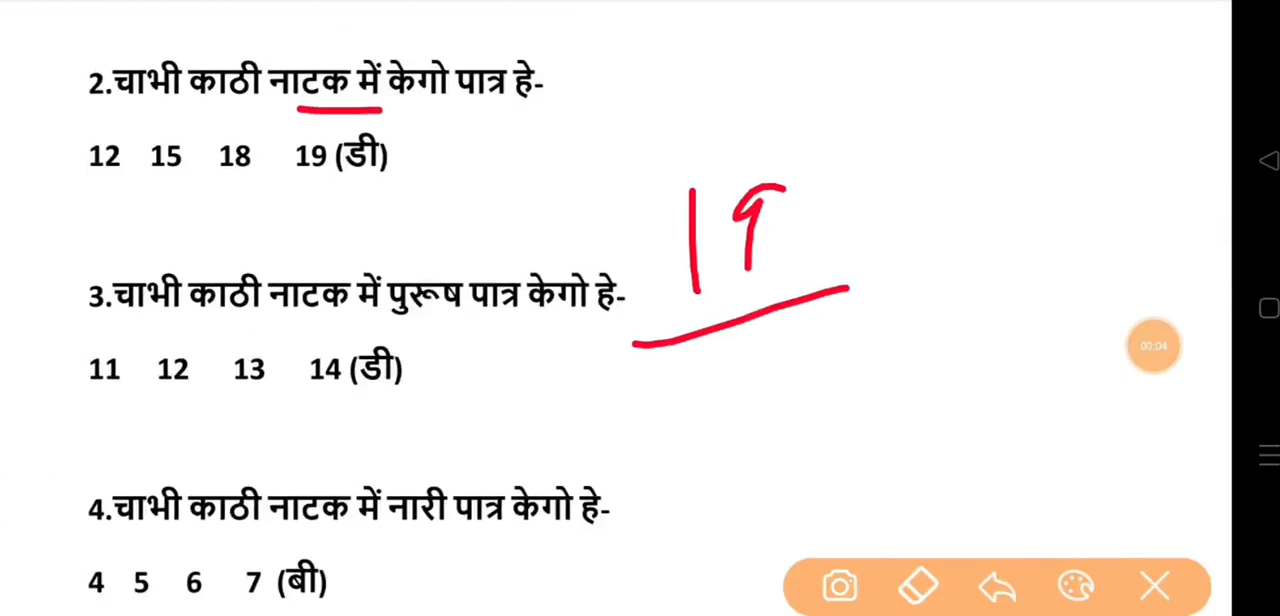 2.चाभी काठी नाटक में केगो पात्र हे-
12 15 18 19 (डी)
19
3.चाभी काठी नाटक में पुरूष पात्र केगो हे-
11 12 13 14 (डी)
00:04
4.चाभी काठी नाटक में नारी पात्र केगो हे-
4 5 6 7 (बी)